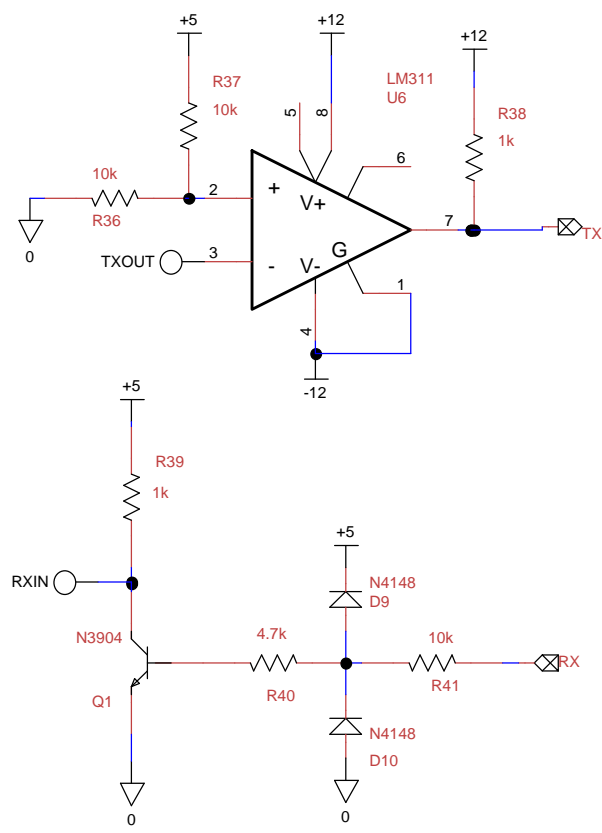 +5
+12
+12
LM311
U6
R37
10k
R38
1k
5
8
6
10k
R36
2
+
V+
7
TX
0
TXOUT
3
-
V-
G
1
4
-12
+5
R39
1k
+5
RXIN
N4148
D9
N3904
4.7k
10k
RX
R40
R41
Q1
N4148
D10
0
0